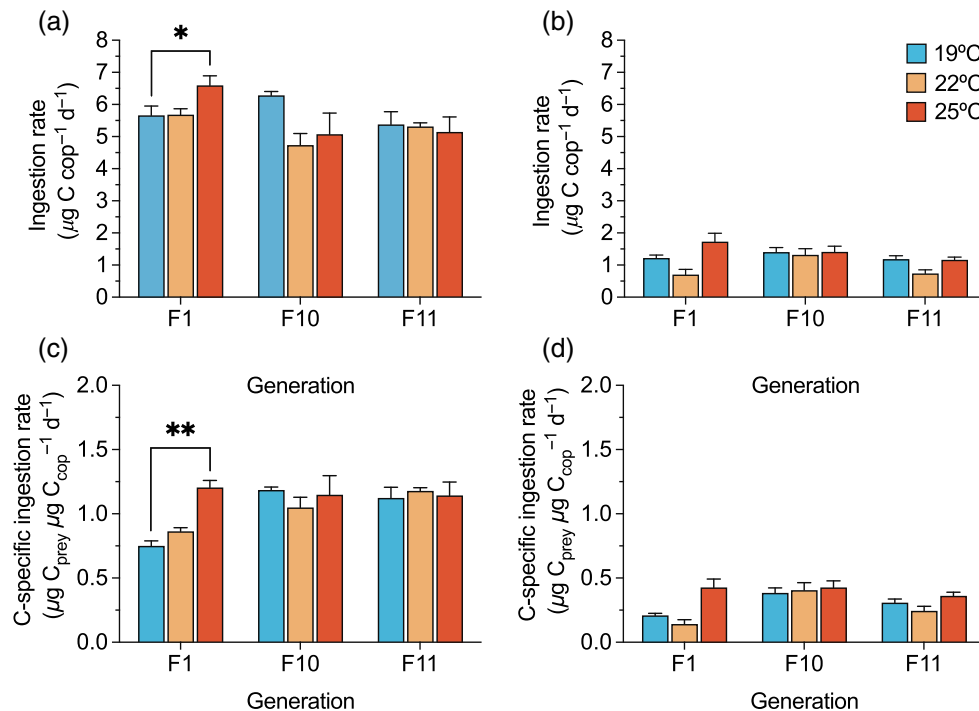 (a)
*
Ingestion rate
(µg C cop⁻¹ d⁻¹)
8
7
6
5
4
3
2
1
0
F1 F10 F11
(b)
19ºC
22ºC
25ºC
Ingestion rate
(µg C cop⁻¹ d⁻¹)
8
7
6
5
4
3
2
1
0
F1 F10 F11
(c)
Generation
**
C-specific ingestion rate
(µg C_prey µg C_cop⁻¹ d⁻¹)
2.0
1.5
1.0
0.5
0.0
F1 F10 F11
Generation
(d)
Generation
C-specific ingestion rate
(µg C_prey µg C_cop⁻¹ d⁻¹)
2.0
1.5
1.0
0.5
0.0
F1 F10 F11
Generation